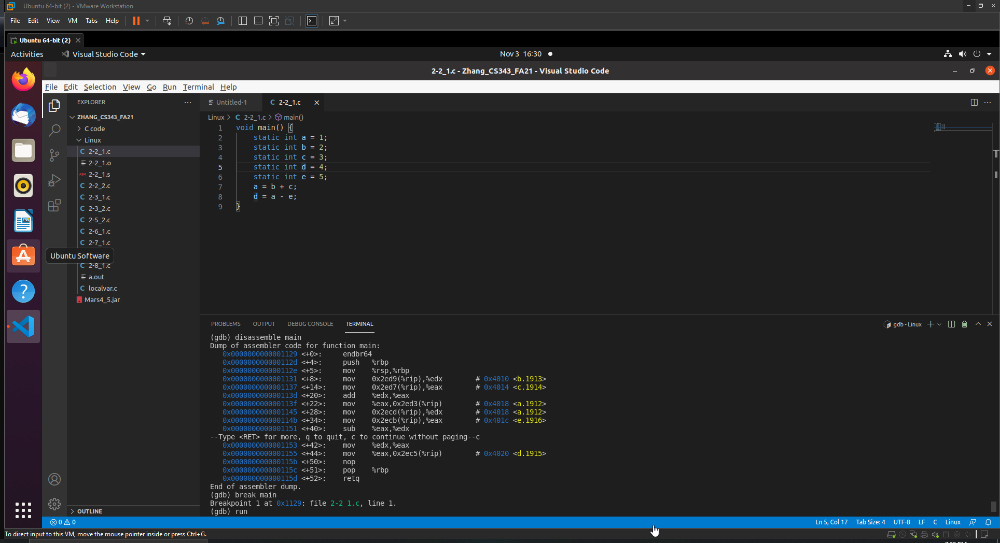 Ubuntu 64-bit (2) - VMware Workstation
File Edit View VM Tabs Help
Ubuntu 64-bit (2)
Activities Visual Studio Code Nov 3 16:30
2-2_1.c - Zhang_CS343_FA21 - Visual Studio Code
File Edit Selection View Go Run Terminal Help
EXPLORER
ZHANG_CS343_FA21
C code
Linux
C 2-2_1.c
2-2_1.o
ASM 2-2_1.s
C 2-2_2.c
C 2-3_1.c
C 2-3_2.c
C 2-5_2.c
C 2-6_1.c
C 2-7_1.c
Ubuntu Software
C 2-8_1.c
a.out
C localvar.c
Mars4_5.jar
OUTLINE
Untitled-1 C 2-2_1.c
Linux > C 2-2_1.c > main()
1 void main() {
2 static int a = 1;
3 static int b = 2;
4 static int c = 3;
5 static int d = 4;
6 static int e = 5;
7 a = b + c;
8 d = a - e;
9 }
PROBLEMS OUTPUT DEBUG CONSOLE TERMINAL gdb - Linux
(gdb) disassemble main
Dump of assembler code for function main:
0x0000000000001129 <+0>: endbr64
0x000000000000112d <+4>: push %rbp
0x000000000000112e <+5>: mov %rsp,%rbp
0x0000000000001131 <+8>: mov 0x2ed9(%rip),%edx # 0x4010 <b.1913>
0x0000000000001137 <+14>: mov 0x2ed7(%rip),%eax # 0x4014 <c.1914>
0x000000000000113d <+20>: add %edx,%eax
0x000000000000113f <+22>: mov %eax,0x2ed3(%rip) # 0x4018 <a.1912>
0x0000000000001145 <+28>: mov 0x2ecd(%rip),%edx # 0x4018 <a.1912>
0x000000000000114b <+34>: mov 0x2ecb(%rip),%eax # 0x401c <e.1916>
0x0000000000001151 <+40>: sub %eax,%edx
--Type <RET> for more, q to quit, c to continue without paging--c
0x0000000000001153 <+42>: mov %edx,%eax
0x0000000000001155 <+44>: mov %eax,0x2ec5(%rip) # 0x4020 <d.1915>
0x000000000000115b <+50>: nop
0x000000000000115c <+51>: pop %rbp
0x000000000000115d <+52>: retq
End of assembler dump.
(gdb) break main
Breakpoint 1 at 0x1129: file 2-2_1.c, line 1.
(gdb) run
0 0 Ln 5, Col 17 Tab Size: 4 UTF-8 LF C Linux
To direct input to this VM, move the mouse pointer inside or press Ctrl+G.